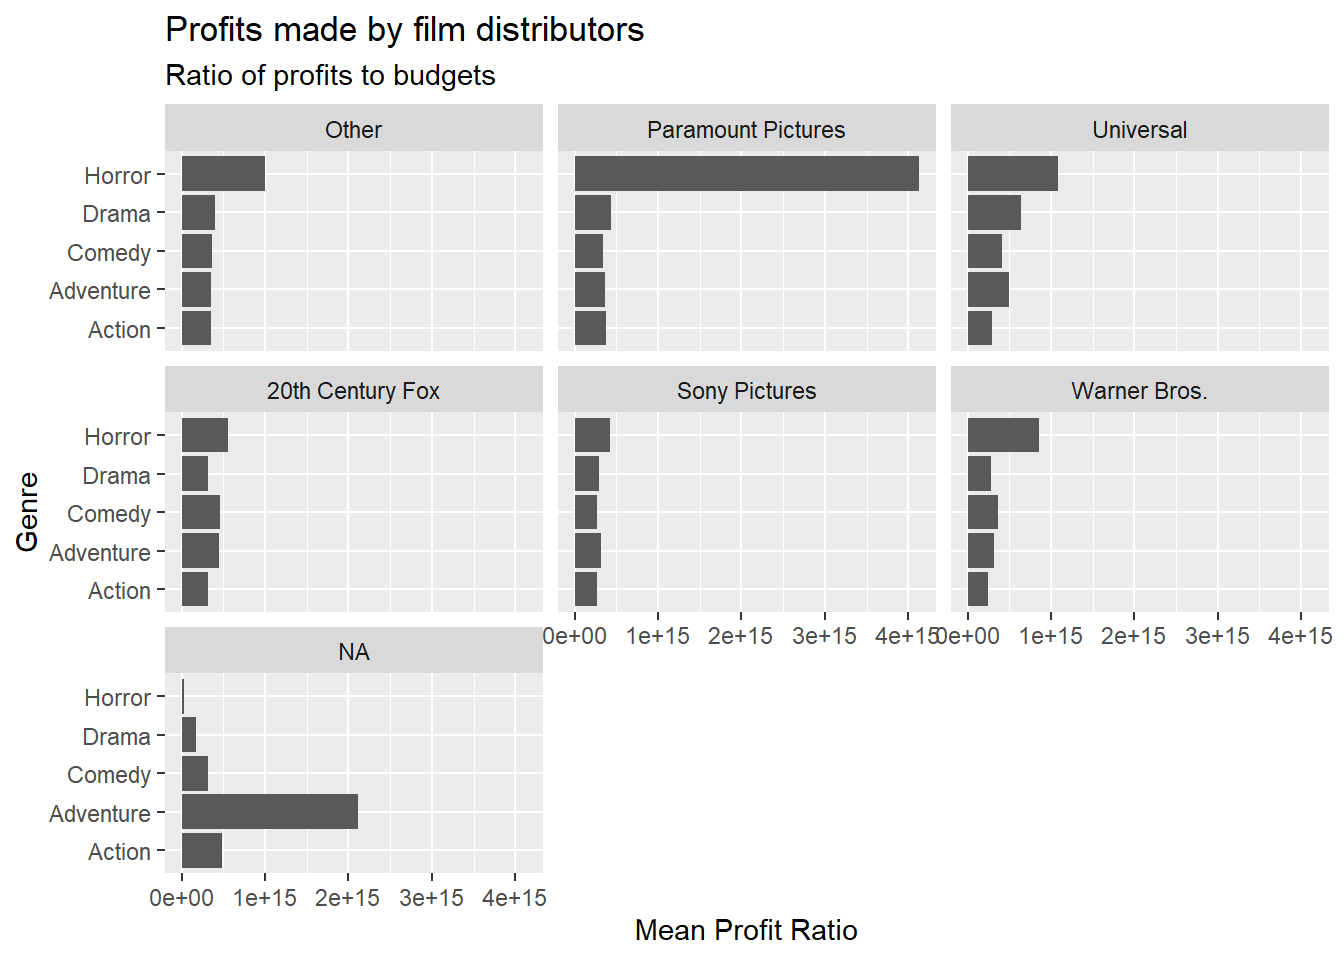 Profits made by film distributors
Ratio of profits to budgets
Other
Paramount Pictures
Universal
Horror
Drama
Comedy
Adventure
Action
20th Century Fox
Sony Pictures
Warner Bros.
Horror
Drama
Comedy
Adventure
Action
0e+00 1e+15 2e+15 3e+15 4e+15
0e+00 1e+15 2e+15 3e+15 4e+15
NA
Horror
Drama
Comedy
Adventure
Action
0e+00 1e+15 2e+15 3e+15 4e+15
Genre
Mean Profit Ratio